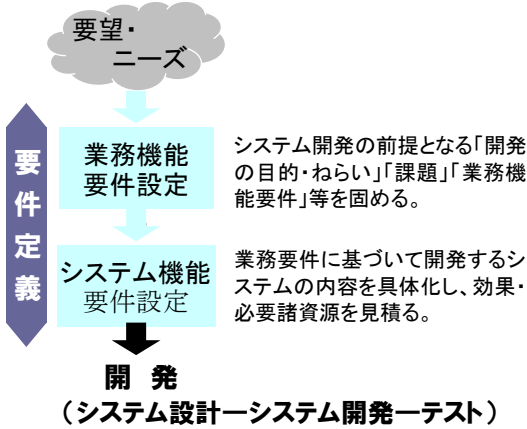 要望・
ニーズ
要件定義
業務機能
要件設定
システム開発の前提となる「開発
の目的・ねらい」「課題」「業務機
能要件」等を固める。
システム機能
要件設定
業務要件に基づいて開発するシ
ステムの内容を具体化し、効果・
必要諸資源を見積る。
開 発
（システム設計ーシステム開発ーテスト）